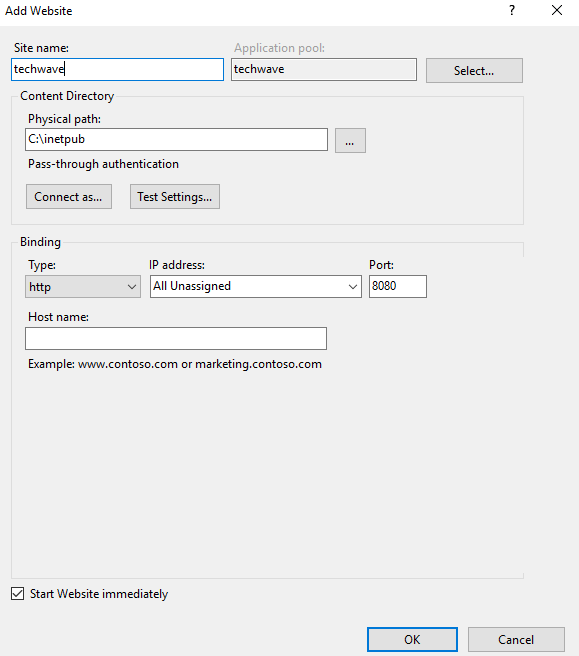 Add Website
?
Site name:
Application pool:
techwave
techwave
Select...
Content Directory
Physical path:
C:\inetpub
...
Pass-through authentication
Connect as...
Test Settings...
Binding
Type:
IP address:
Port:
http
All Unassigned
8080
Host name:
Example: www.contoso.com or marketing.contoso.com
Start Website immediately
OK
Cancel